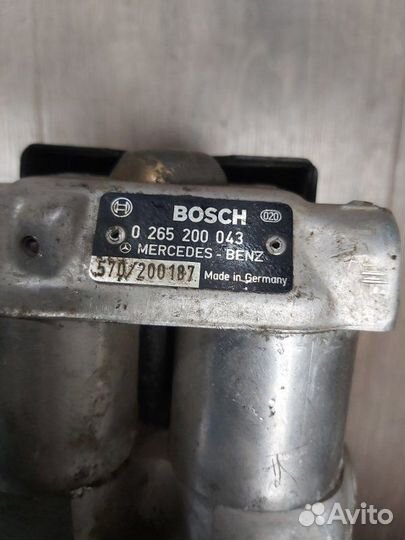 BOSCH 020
0 265 200 043
MERCEDES-BENZ
570/200187 Made in Germany
Avito